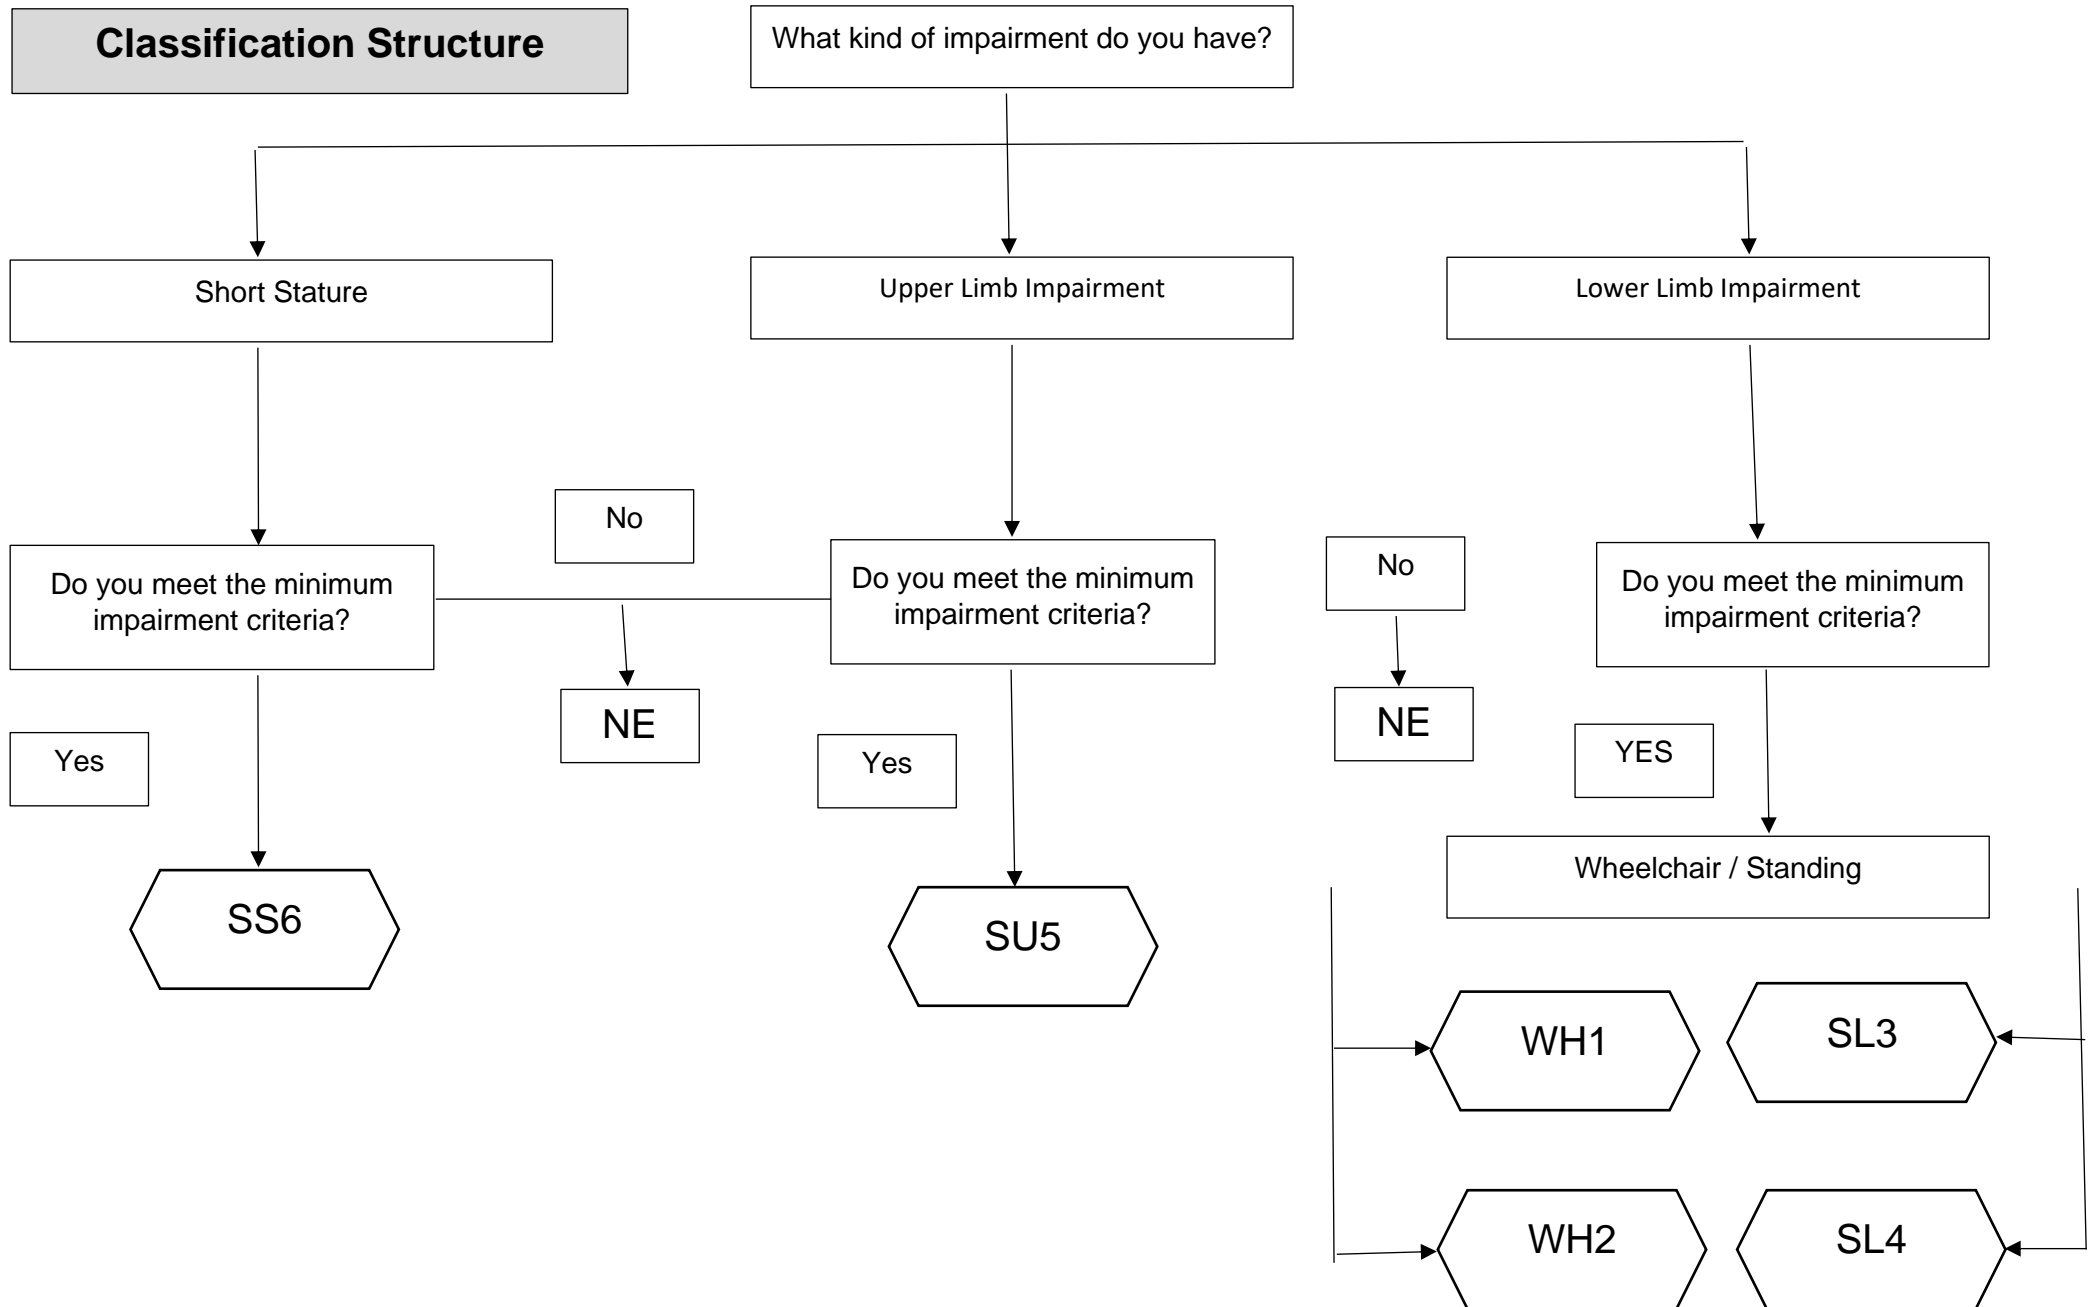 Classification Structure
What kind of impairment do you have?
Short Stature
Upper Limb Impairment
Lower Limb Impairment
No
No
Do you meet the minimum
impairment criteria?
Do you meet the minimum
impairment criteria?
Do you meet the minimum
impairment criteria?
NE
NE
Yes
Yes
YES
Wheelchair / Standing
SS6
SU5
WH1
SL3
WH2
SL4